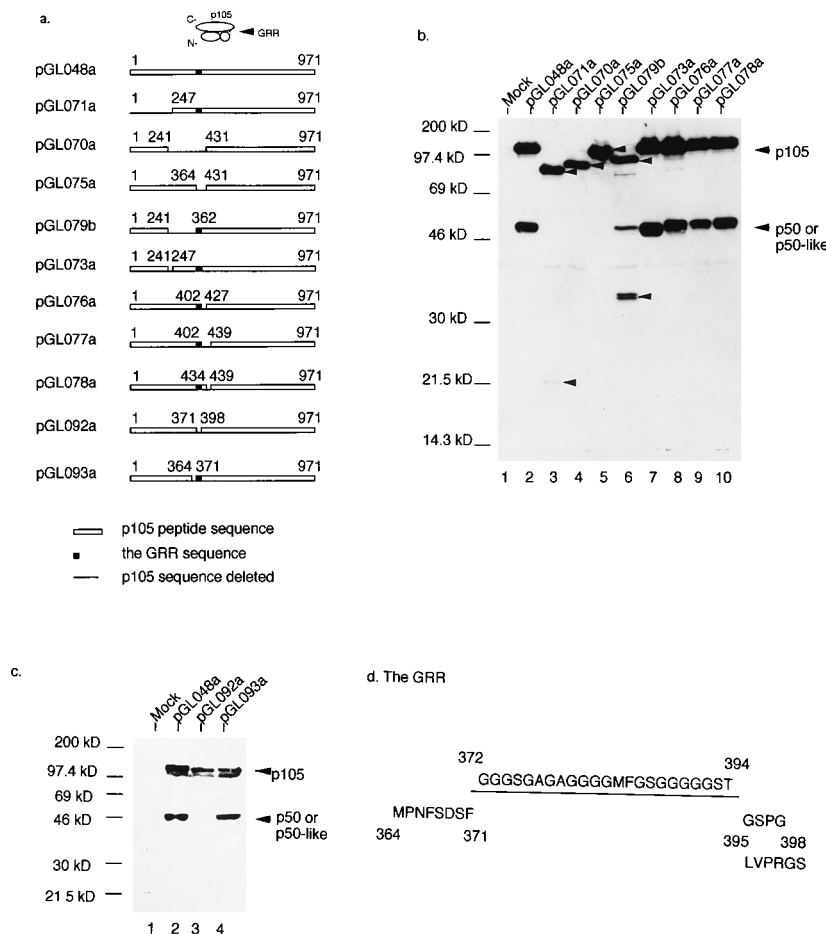 a.
C- p105
GRR
N-
pGL048a 1 971
pGL071a 1 247 971
pGL070a 1 241 431 971
pGL075a 1 364 431 971
pGL079b 1 241 362 971
pGL073a 1 241 247 971
pGL076a 1 402 427 971
pGL077a 1 402 439 971
pGL078a 1 434 439 971
pGL092a 1 371 398 971
pGL093a 1 364 371 971
p105 peptide sequence
the GRR sequence
p105 sequence deleted
b.
Mock pGL048a pGL071a pGL070a pGL075a pGL079b pGL073a pGL076a pGL077a pGL078a
200 kD
97.4 kD
69 kD
46 kD
30 kD
21.5 kD
14.3 kD
p105
p50 or
p50-like
1 2 3 4 5 6 7 8 9 10
c.
Mock pGL048a pGL092a pGL093a
200 kD
97.4 kD
69 kD
46 kD
30 kD
21 5 kD
p105
p50 or
p50-like
1 2 3 4
d. The GRR
372 394
GGGSGAGAGGGGMFGSGGGGGST
MPNFSDSF GSPG
364 371 395 398
LVPRGS